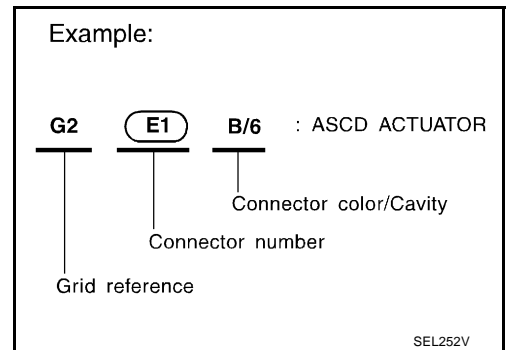 Example:
G2 E1 B/6 : ASCD ACTUATOR
Connector color/Cavity
Connector number
Grid reference
SEL252V